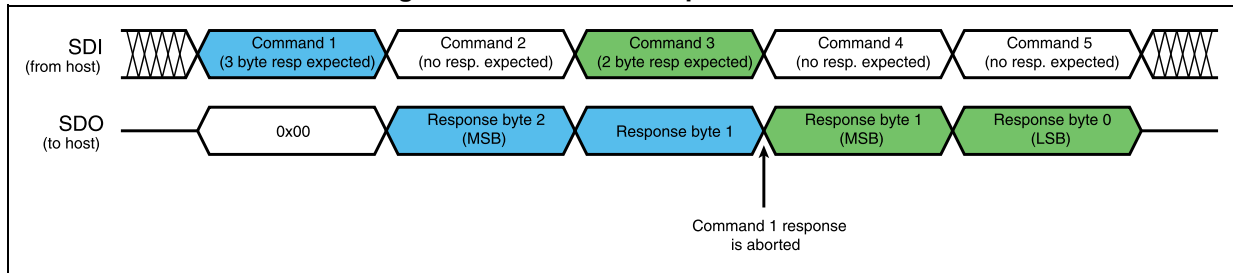 SDI
(from host)
Command 1
(3 byte resp expected)
Command 2
(no resp. expected)
Command 3
(2 byte resp expected)
Command 4
(no resp. expected)
Command 5
(no resp. expected)
SDO
(to host)
0x00
Response byte 2
(MSB)
Response byte 1
Response byte 1
(MSB)
Response byte 0
(LSB)
Command 1 response
is aborted